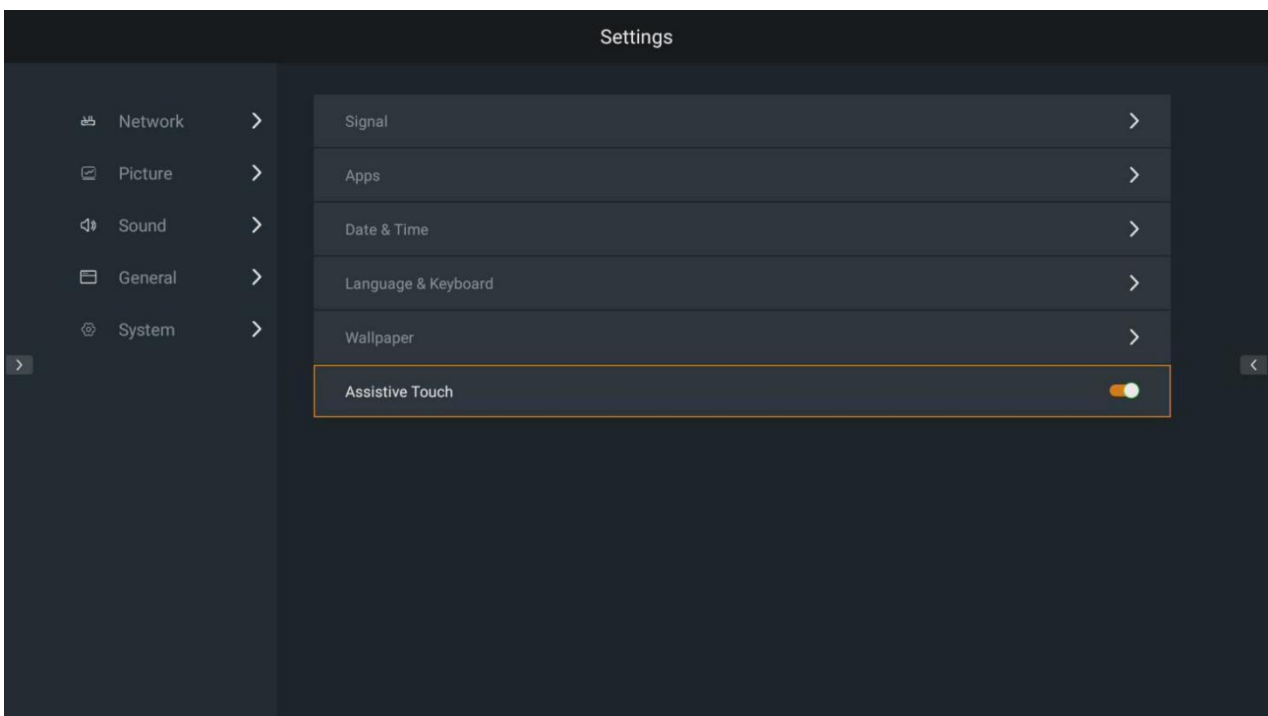 Settings
Network
Picture
Sound
General
System
Signal
Apps
Date & Time
Language & Keyboard
Wallpaper
Assistive Touch